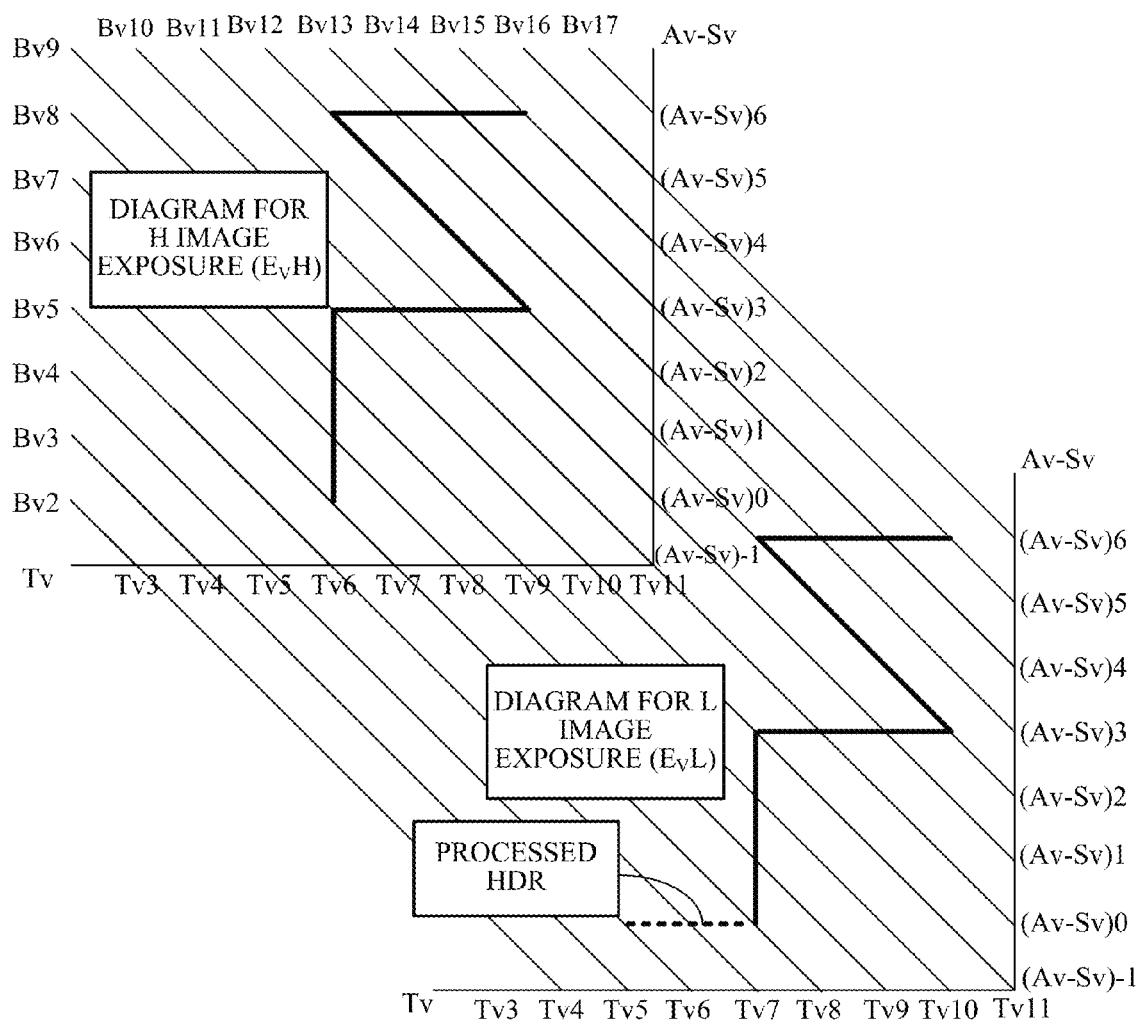 Bv9
Bv10
Bv11
Bv12
Bv13
Bv14
Bv15
Bv16
Bv17
Av-Sv
Bv8
Bv7
Bv6
Bv5
Bv4
Bv3
Bv2
DIAGRAM FOR
H IMAGE
EXPOSURE (EVH)
(Av-Sv)6
(Av-Sv)5
(Av-Sv)4
(Av-Sv)3
(Av-Sv)2
(Av-Sv)1
(Av-Sv)0
(Av-Sv)-1
Tv
Tv3
Tv4
Tv5
Tv6
Tv7
Tv8
Tv9
Tv10
Tv11
Av-Sv
(Av-Sv)6
(Av-Sv)5
(Av-Sv)4
(Av-Sv)3
(Av-Sv)2
(Av-Sv)1
(Av-Sv)0
(Av-Sv)-1
DIAGRAM FOR L
IMAGE
EXPOSURE (EVL)
PROCESSED
HDR
Tv
Tv3
Tv4
Tv5
Tv6
Tv7
Tv8
Tv9
Tv10
Tv11